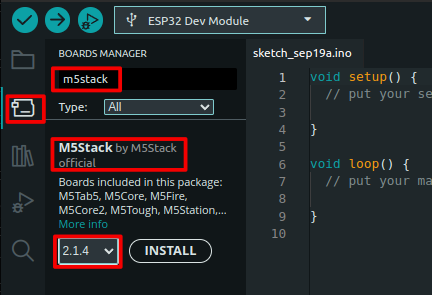 ESP32 Dev Module
BOARDS MANAGER
m5stack
Type: All
M5Stack by M5Stack
official
Boards included in this package:
M5Tab5, M5Core, M5Fire,
M5Core2, M5Tough, M5Station,...
More info
2.1.4 INSTALL
sketch_sep19a.ino
1 void setup() {
2 // put your se
3
4 }
5
6 void loop() {
7 // put your ma
8
9 }
10